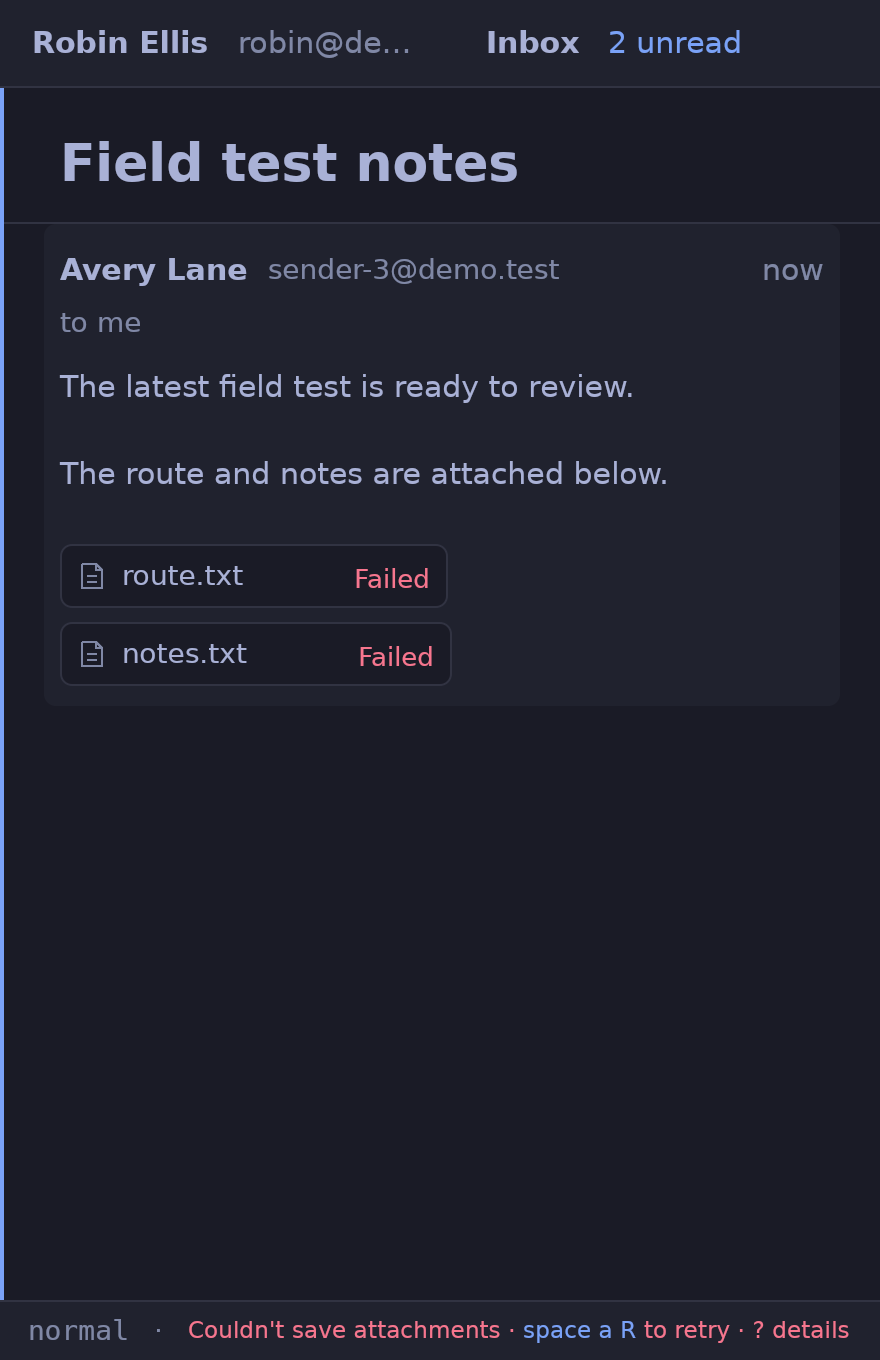 Robin Ellis robin@de... Inbox 2 unread
Field test notes
Avery Lane sender-3@demo.test now
to me
The latest field test is ready to review.
The route and notes are attached below.
route.txt Failed
notes.txt Failed
normal · Couldn't save attachments · space a R to retry · ? details